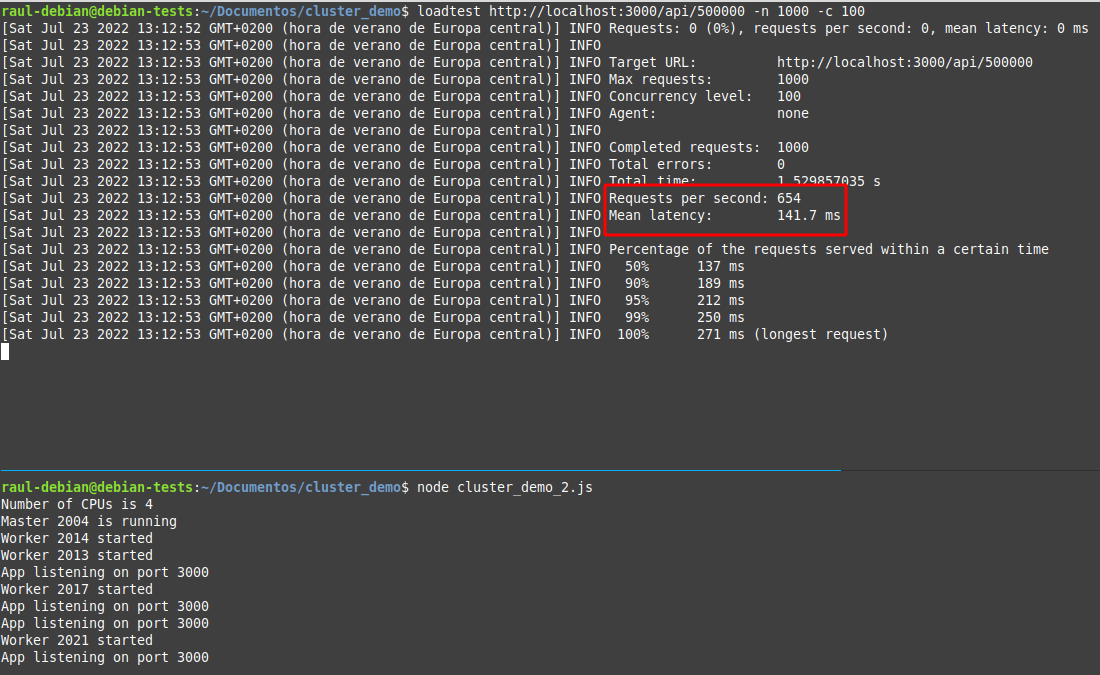 raul-debian@debian-tests:~/Documentos/cluster_demo$ loadtest http://localhost:3000/api/500000 -n 1000 -c 100
[Sat Jul 23 2022 13:12:52 GMT+0200 (hora de verano de Europa central)] INFO Requests: 0 (0%), requests per second: 0, mean latency: 0 ms
[Sat Jul 23 2022 13:12:53 GMT+0200 (hora de verano de Europa central)] INFO
[Sat Jul 23 2022 13:12:53 GMT+0200 (hora de verano de Europa central)] INFO Target URL:          http://localhost:3000/api/500000
[Sat Jul 23 2022 13:12:53 GMT+0200 (hora de verano de Europa central)] INFO Max requests:        1000
[Sat Jul 23 2022 13:12:53 GMT+0200 (hora de verano de Europa central)] INFO Concurrency level:   100
[Sat Jul 23 2022 13:12:53 GMT+0200 (hora de verano de Europa central)] INFO Agent:               none
[Sat Jul 23 2022 13:12:53 GMT+0200 (hora de verano de Europa central)] INFO
[Sat Jul 23 2022 13:12:53 GMT+0200 (hora de verano de Europa central)] INFO Completed requests:  1000
[Sat Jul 23 2022 13:12:53 GMT+0200 (hora de verano de Europa central)] INFO Total errors:        0
[Sat Jul 23 2022 13:12:53 GMT+0200 (hora de verano de Europa central)] INFO Total time:          1.529857035 s
[Sat Jul 23 2022 13:12:53 GMT+0200 (hora de verano de Europa central)] INFO Requests per second: 654
[Sat Jul 23 2022 13:12:53 GMT+0200 (hora de verano de Europa central)] INFO Mean latency:        141.7 ms
[Sat Jul 23 2022 13:12:53 GMT+0200 (hora de verano de Europa central)] INFO
[Sat Jul 23 2022 13:12:53 GMT+0200 (hora de verano de Europa central)] INFO Percentage of the requests served within a certain time
[Sat Jul 23 2022 13:12:53 GMT+0200 (hora de verano de Europa central)] INFO   50%      137 ms
[Sat Jul 23 2022 13:12:53 GMT+0200 (hora de verano de Europa central)] INFO   90%      189 ms
[Sat Jul 23 2022 13:12:53 GMT+0200 (hora de verano de Europa central)] INFO   95%      212 ms
[Sat Jul 23 2022 13:12:53 GMT+0200 (hora de verano de Europa central)] INFO   99%      250 ms
[Sat Jul 23 2022 13:12:53 GMT+0200 (hora de verano de Europa central)] INFO  100%      271 ms (longest request)
raul-debian@debian-tests:~/Documentos/cluster_demo$ node cluster_demo_2.js
Number of CPUs is 4
Master 2004 is running
Worker 2014 started
Worker 2013 started
App listening on port 3000
Worker 2017 started
App listening on port 3000
App listening on port 3000
Worker 2021 started
App listening on port 3000